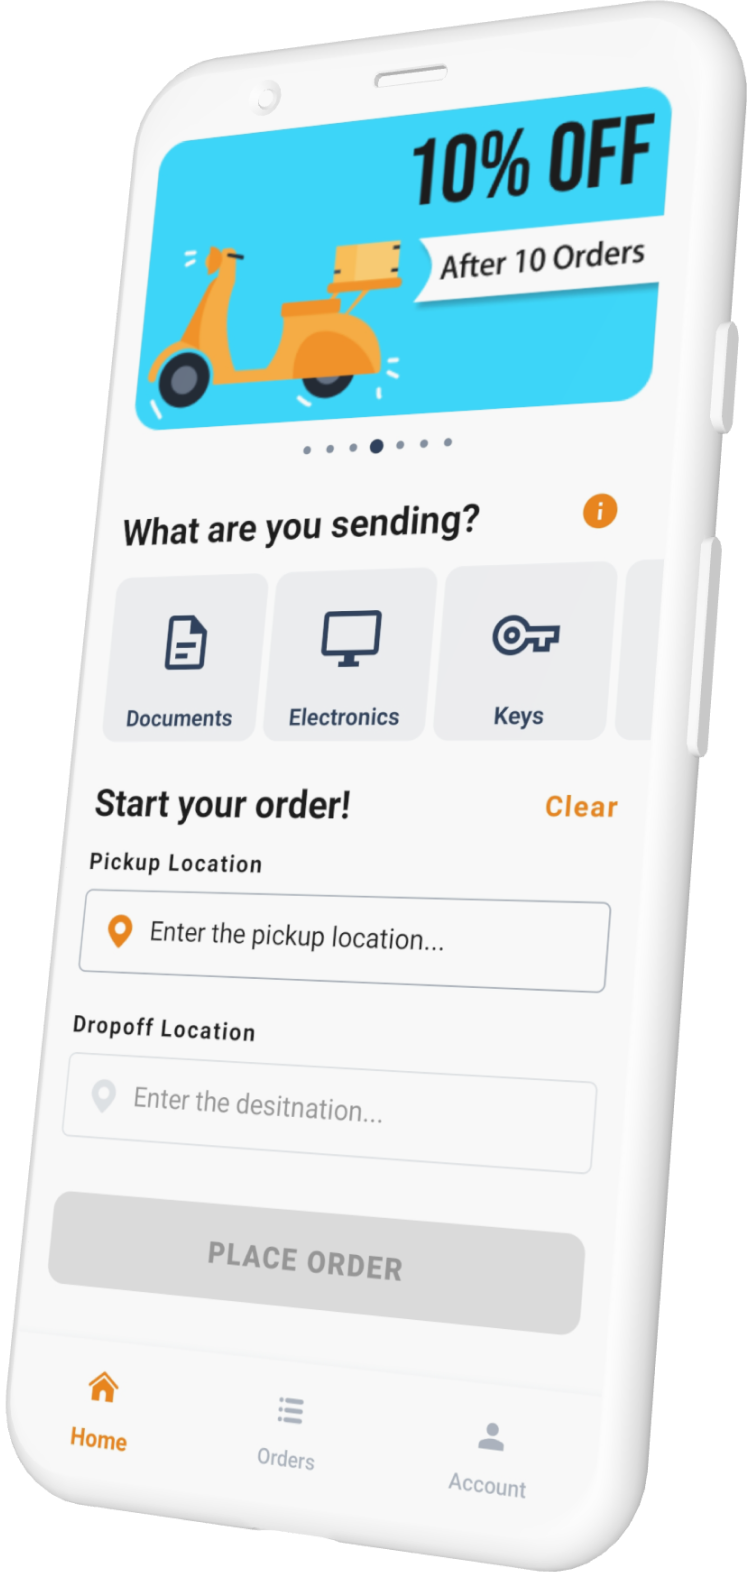 10% OFF
After 10 Orders
What are you sending?
i
Documents
Electronics
Keys
Start your order!
Clear
Pickup Location
Enter the pickup location...
Dropoff Location
Enter the desitnation...
PLACE ORDER
Home
Orders
Account